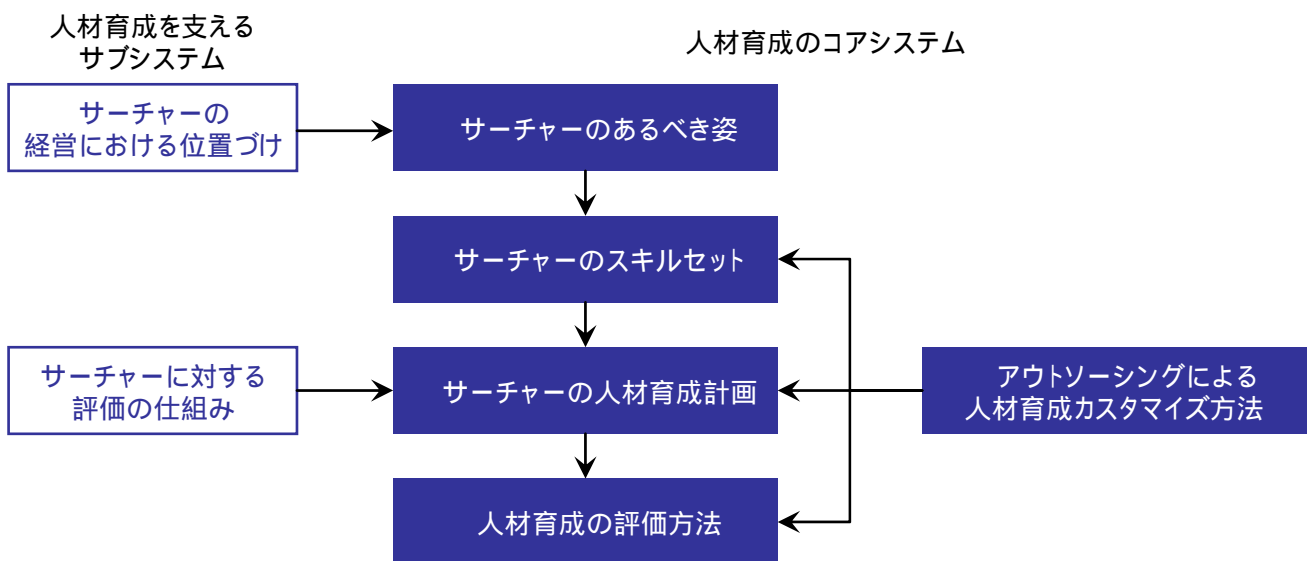 人材育成を支える
サブシステム
人材育成のコアシステム
サーチャーの
経営における位置づけ
サーチャーのあるべき姿
サーチャーのスキルセット
サーチャーに対する
評価の仕組み
サーチャーの人材育成計画
アウトソーシングによる
人材育成カスタマイズ方法
人材育成の評価方法